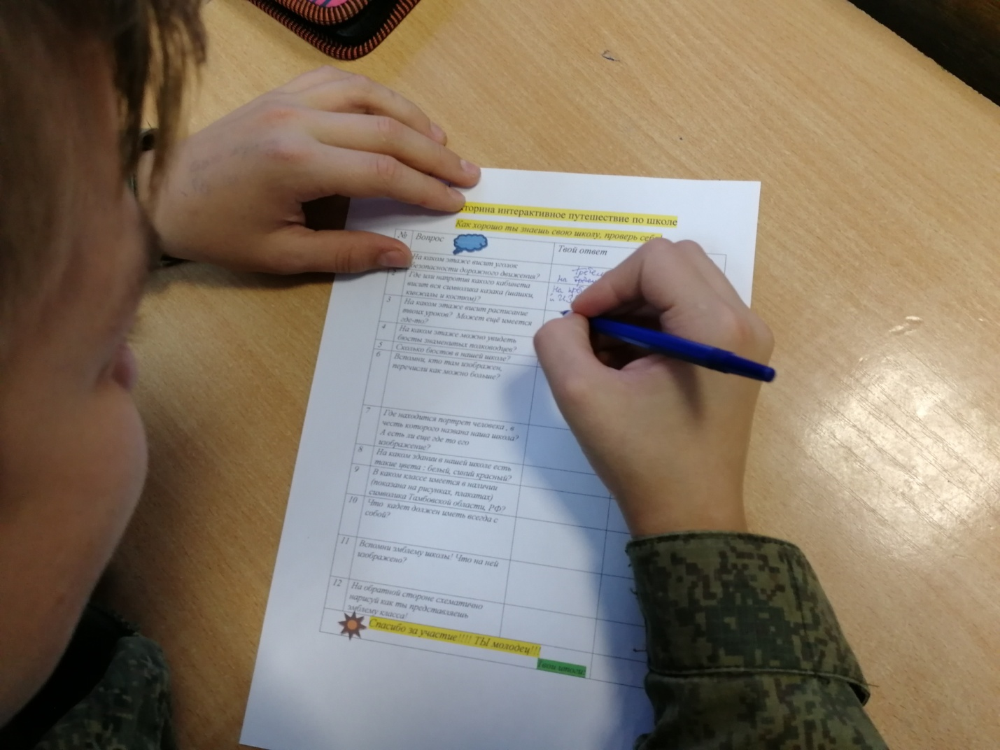 торина интерактивное путешествие по школе
Как хорошо ты знаешь свою школу, проверь себя
№ Вопрос Твой ответ
На каком этаже висит уголок
безопасности дорожного движения?
на
2 Где или напротив какого кабинета
висит вся символика казака (шашки,
кинжалы и костюм)?
на
3 На каком этаже висит расписание
твоих уроков? Может ещё имеется
где-то?
4 На каком этаже можно увидеть
бюсты знаменитых полководцев?
5 Сколько бюстов в нашей школе?
6 Вспомни, кто там изображен,
перечисли как можно больше?
7 Где находится портрет человека , в
честь которого названа наша школа?
А есть ли еще где то его
изображение?
8 На каком здании в нашей школе есть
такие цвета : белый, синий красный?
9 В каком классе имеется в наличии
(показана на рисунках, плакатах)
символика Тамбовской области, РФ?
10 Что кадет должен иметь всегда с
собой?
11 Вспомни эмблему школы! Что на ней
изображено?
12 На обратной стороне схематично
нарисуй как ты представляешь
эмблему класса!
Спасибо за участие!!!! ТЫ молодец!!!
Твои итоги: